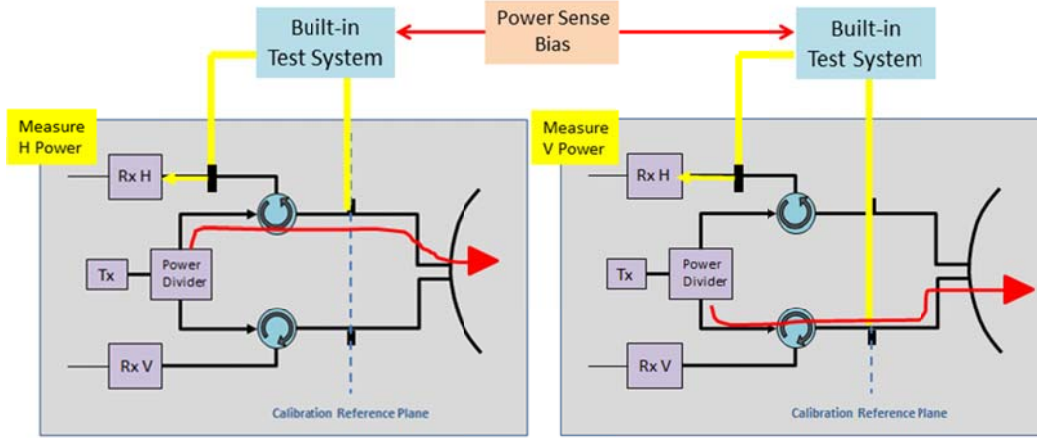 Built-in
Test System
Power Sense
Bias
Built-in
Test System
Measure
H Power
Rx H
Tx
Power
Divider
Rx V
Calibration Reference Plane
Measure
V Power
Rx H
Tx
Power
Divider
Rx V
Calibration Reference Plane